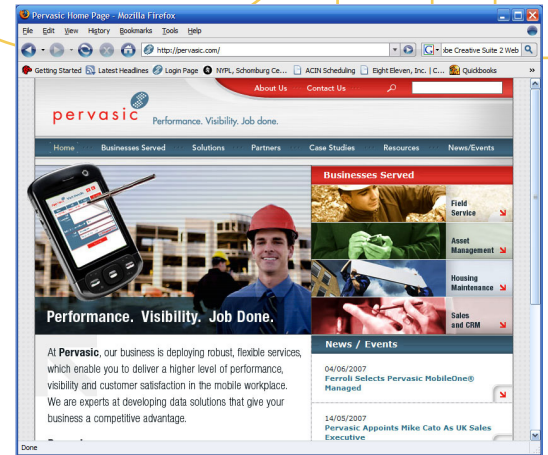 Pervasic Home Page - Mozilla Firefox
File Edit View History Bookmarks Tools Help
http://pervasic.com/
G obe Creative Suite 2 Web
Getting Started Latest Headlines Login Page NYPL, Schomburg Ce... ACIN Scheduling Eight Eleven, Inc. | C... Quickbooks »
About Us Contact Us
pervasic Performance. Visibility. Job done.
Home Businesses Served Solutions Partners Case Studies Resources News/Events
Businesses Served
Field
Service
Asset
Management
Housing
Maintenance
Sales
and CRM
Performance. Visibility. Job Done.
At Pervasic, our business is deploying robust, flexible services,
which enable you to deliver a higher level of performance,
visibility and customer satisfaction in the mobile workplace.
We are experts at developing data solutions that give your
business a competitive advantage.
News / Events
04/06/2007
Ferroli Selects Pervasic MobileOne®
Managed
14/05/2007
Pervasic Appoints Mike Cato As UK Sales
Executive
Done